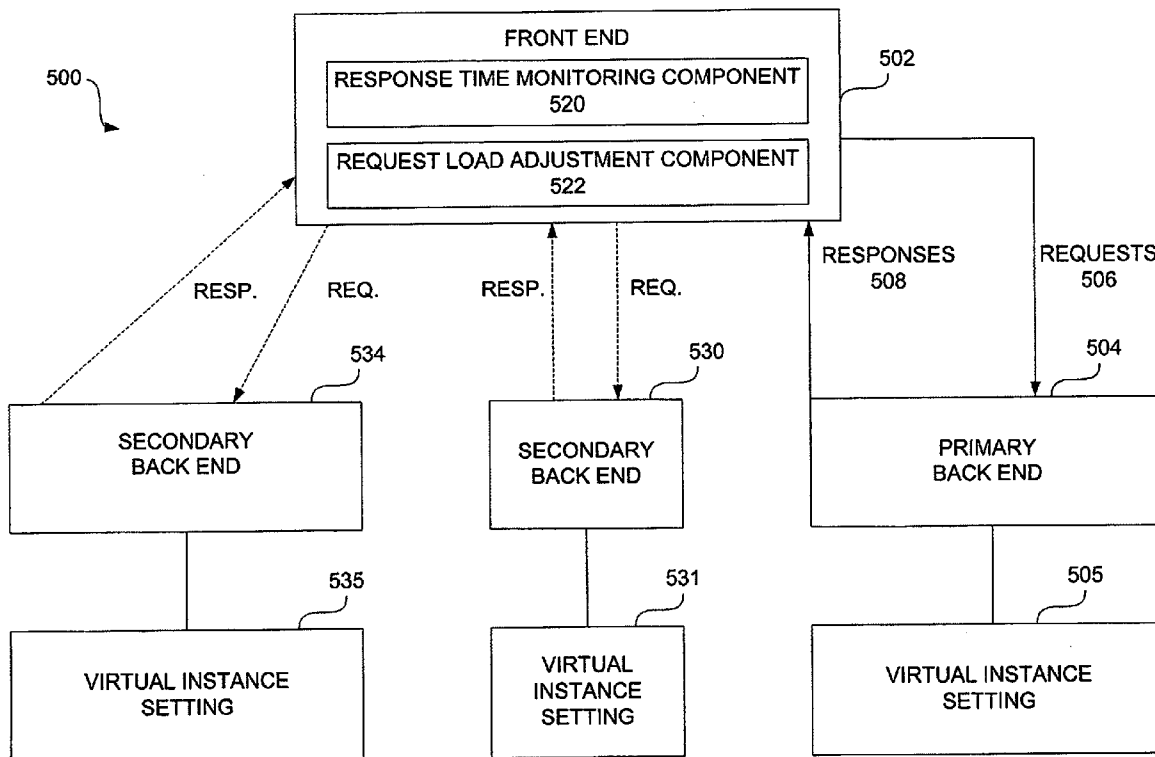 FRONT END
500
502
RESPONSE TIME MONITORING COMPONENT
520
REQUEST LOAD ADJUSTMENT COMPONENT
522
RESP.
REQ.
RESP.
REQ.
RESPONSES
508
REQUESTS
506
534
530
504
SECONDARY
BACK END
SECONDARY
BACK END
PRIMARY
BACK END
535
531
505
VIRTUAL INSTANCE
SETTING
VIRTUAL
INSTANCE
SETTING
VIRTUAL INSTANCE
SETTING